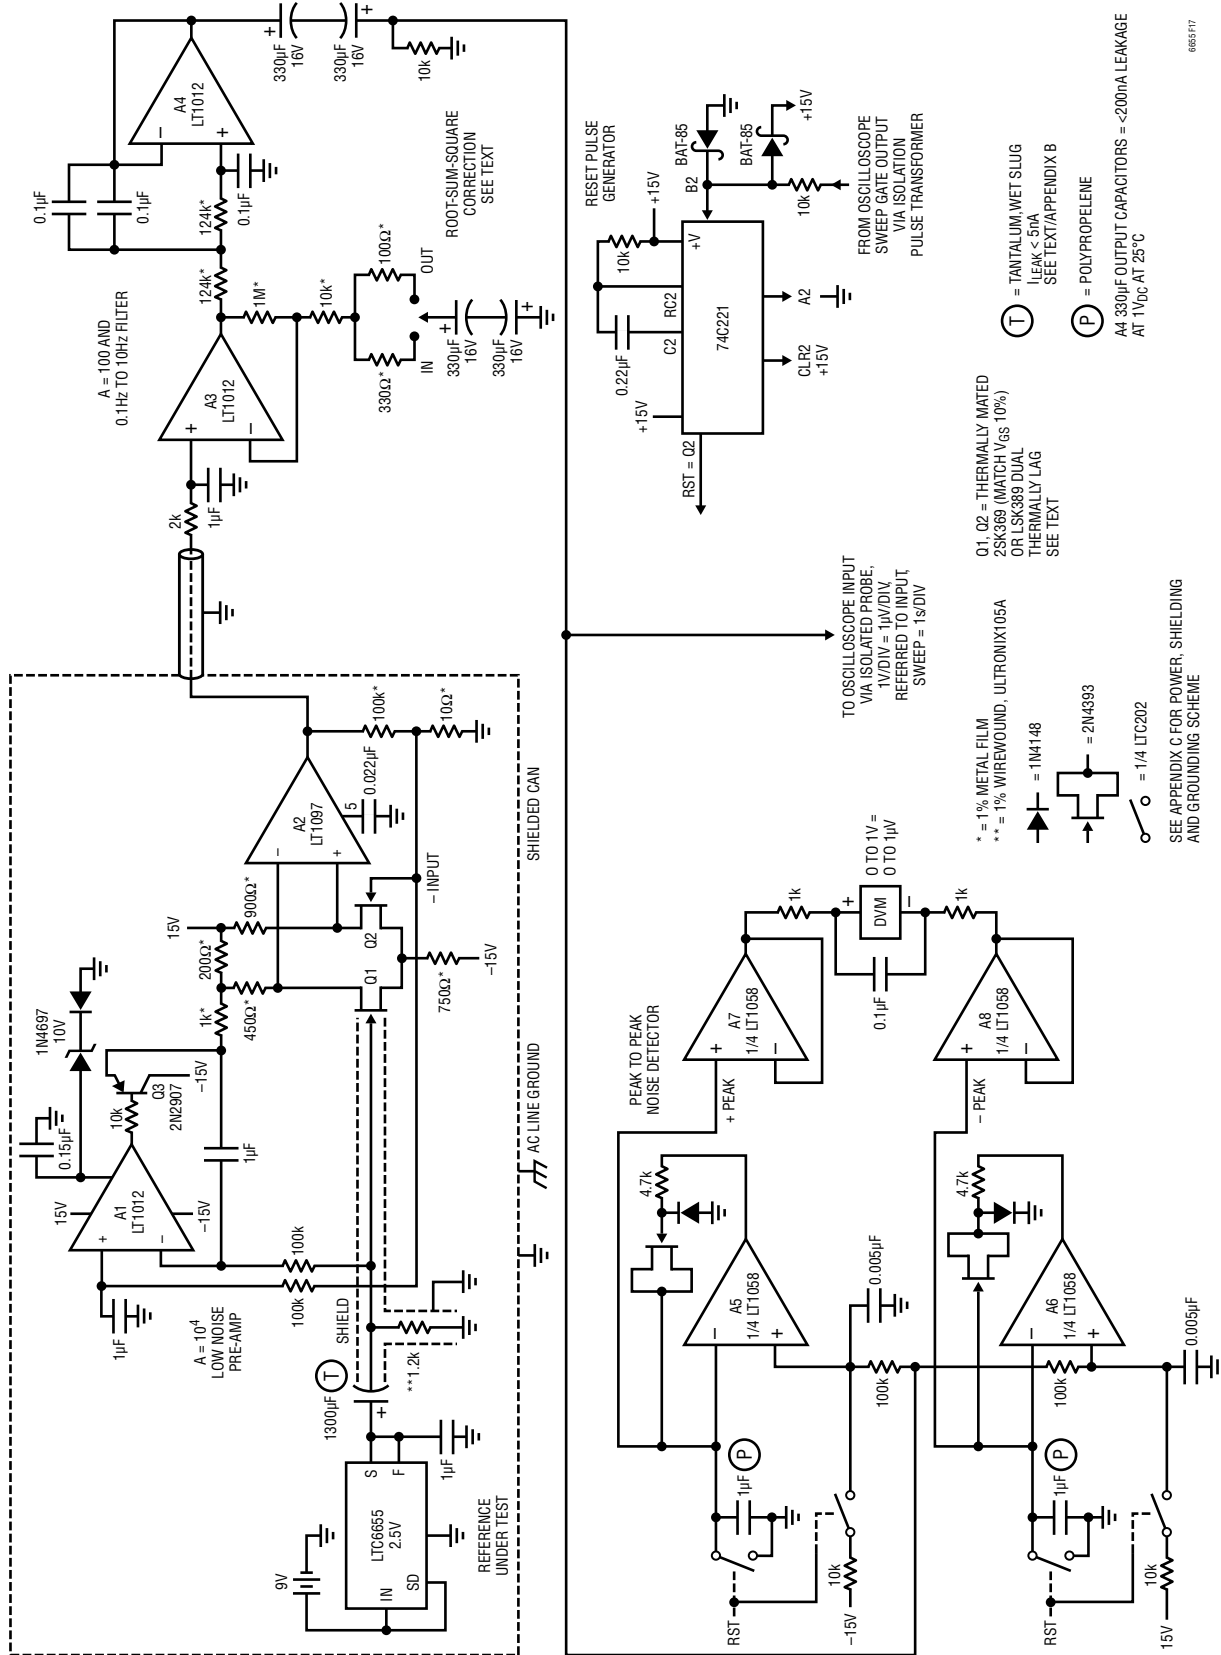 1N4697
10V
0.15µF
15V
A1
LT1012
+
–
–15V
10k
Q3
2N2907
–15V
1µF
1µF
A = 10⁴
LOW NOISE
PRE-AMP
100k
100k
1k*
200Ω*
450Ω*
900Ω*
15V
Q1
Q2
750Ω*
–15V
– INPUT
–
+
A2
LT1097
5
0.022µF
100k*
10Ω*
SHIELDED CAN
AC LINE GROUND
SHIELD
1300µF
T
+
**1.2k
9V
IN
SD
LTC6655
2.5V
S
F
1µF
REFERENCE
UNDER TEST
2k
1µF
A = 100 AND
0.1Hz TO 10Hz FILTER
+
–
A3
LT1012
124k*
1M*
10k*
330Ω*
100Ω*
IN
OUT
+
330µF
16V
330µF
16V
+
ROOT-SUM-SQUARE
CORRECTION
SEE TEXT
0.1µF
0.1µF
124k*
0.1µF
–
+
A4
LT1012
+
330µF
16V
330µF
16V
+
10k
TO OSCILLOSCOPE INPUT
VIA ISOLATED PROBE,
1V/DIV = 1µV/DIV,
REFERRED TO INPUT,
SWEEP = 1s/DIV
RESET PULSE
GENERATOR
0.22µF
+15V
10k
+15V
C2
RC2
+V
74C221
RST = Q2
CLR2
+15V
A2
B2
BAT-85
BAT-85
+15V
10k
FROM OSCILLOSCOPE
SWEEP GATE OUTPUT
VIA ISOLATION
PULSE TRANSFORMER
PEAK TO PEAK
NOISE DETECTOR
RST
P
1µF
–15V
10k
–
+
A5
1/4 LT1058
4.7k
0.005µF
100k
+ PEAK
+
–
A7
1/4 LT1058
1k
+
DVM
–
O TO 1V =
O TO 1µV
0.1µF
1k
RST
P
1µF
15V
10k
–
+
A6
1/4 LT1058
4.7k
100k
0.005µF
– PEAK
+
–
A8
1/4 LT1058
* = 1% METAL FILM
** = 1% WIREWOUND, ULTRONIX105A
= 1N4148
= 2N4393
= 1/4 LTC202
SEE APPENDIX C FOR POWER, SHIELDING
AND GROUNDING SCHEME
Q1, Q2 = THERMALLY MATED
2SK369 (MATCH VGS 10%)
OR LSK389 DUAL
THERMALLY LAG
SEE TEXT
T = TANTALUM,WET SLUG
ILEAK < 5nA
SEE TEXT/APPENDIX B
P = POLYPROPELENE
A4 330µF OUTPUT CAPACITORS = <200nA LEAKAGE
AT 1VDC AT 25°C
6655 F17